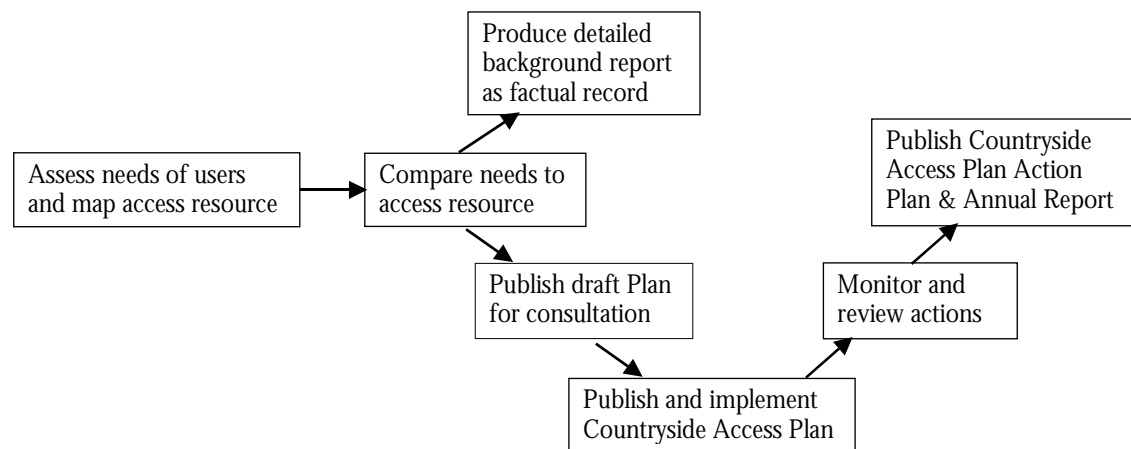 Produce detailed
background report
as factual record
Publish Countryside
Access Plan Action
Plan & Annual Report
Assess needs of users
and map access resource
Compare needs to
access resource
Publish draft Plan
for consultation
Monitor and
review actions
Publish and implement
Countryside Access Plan